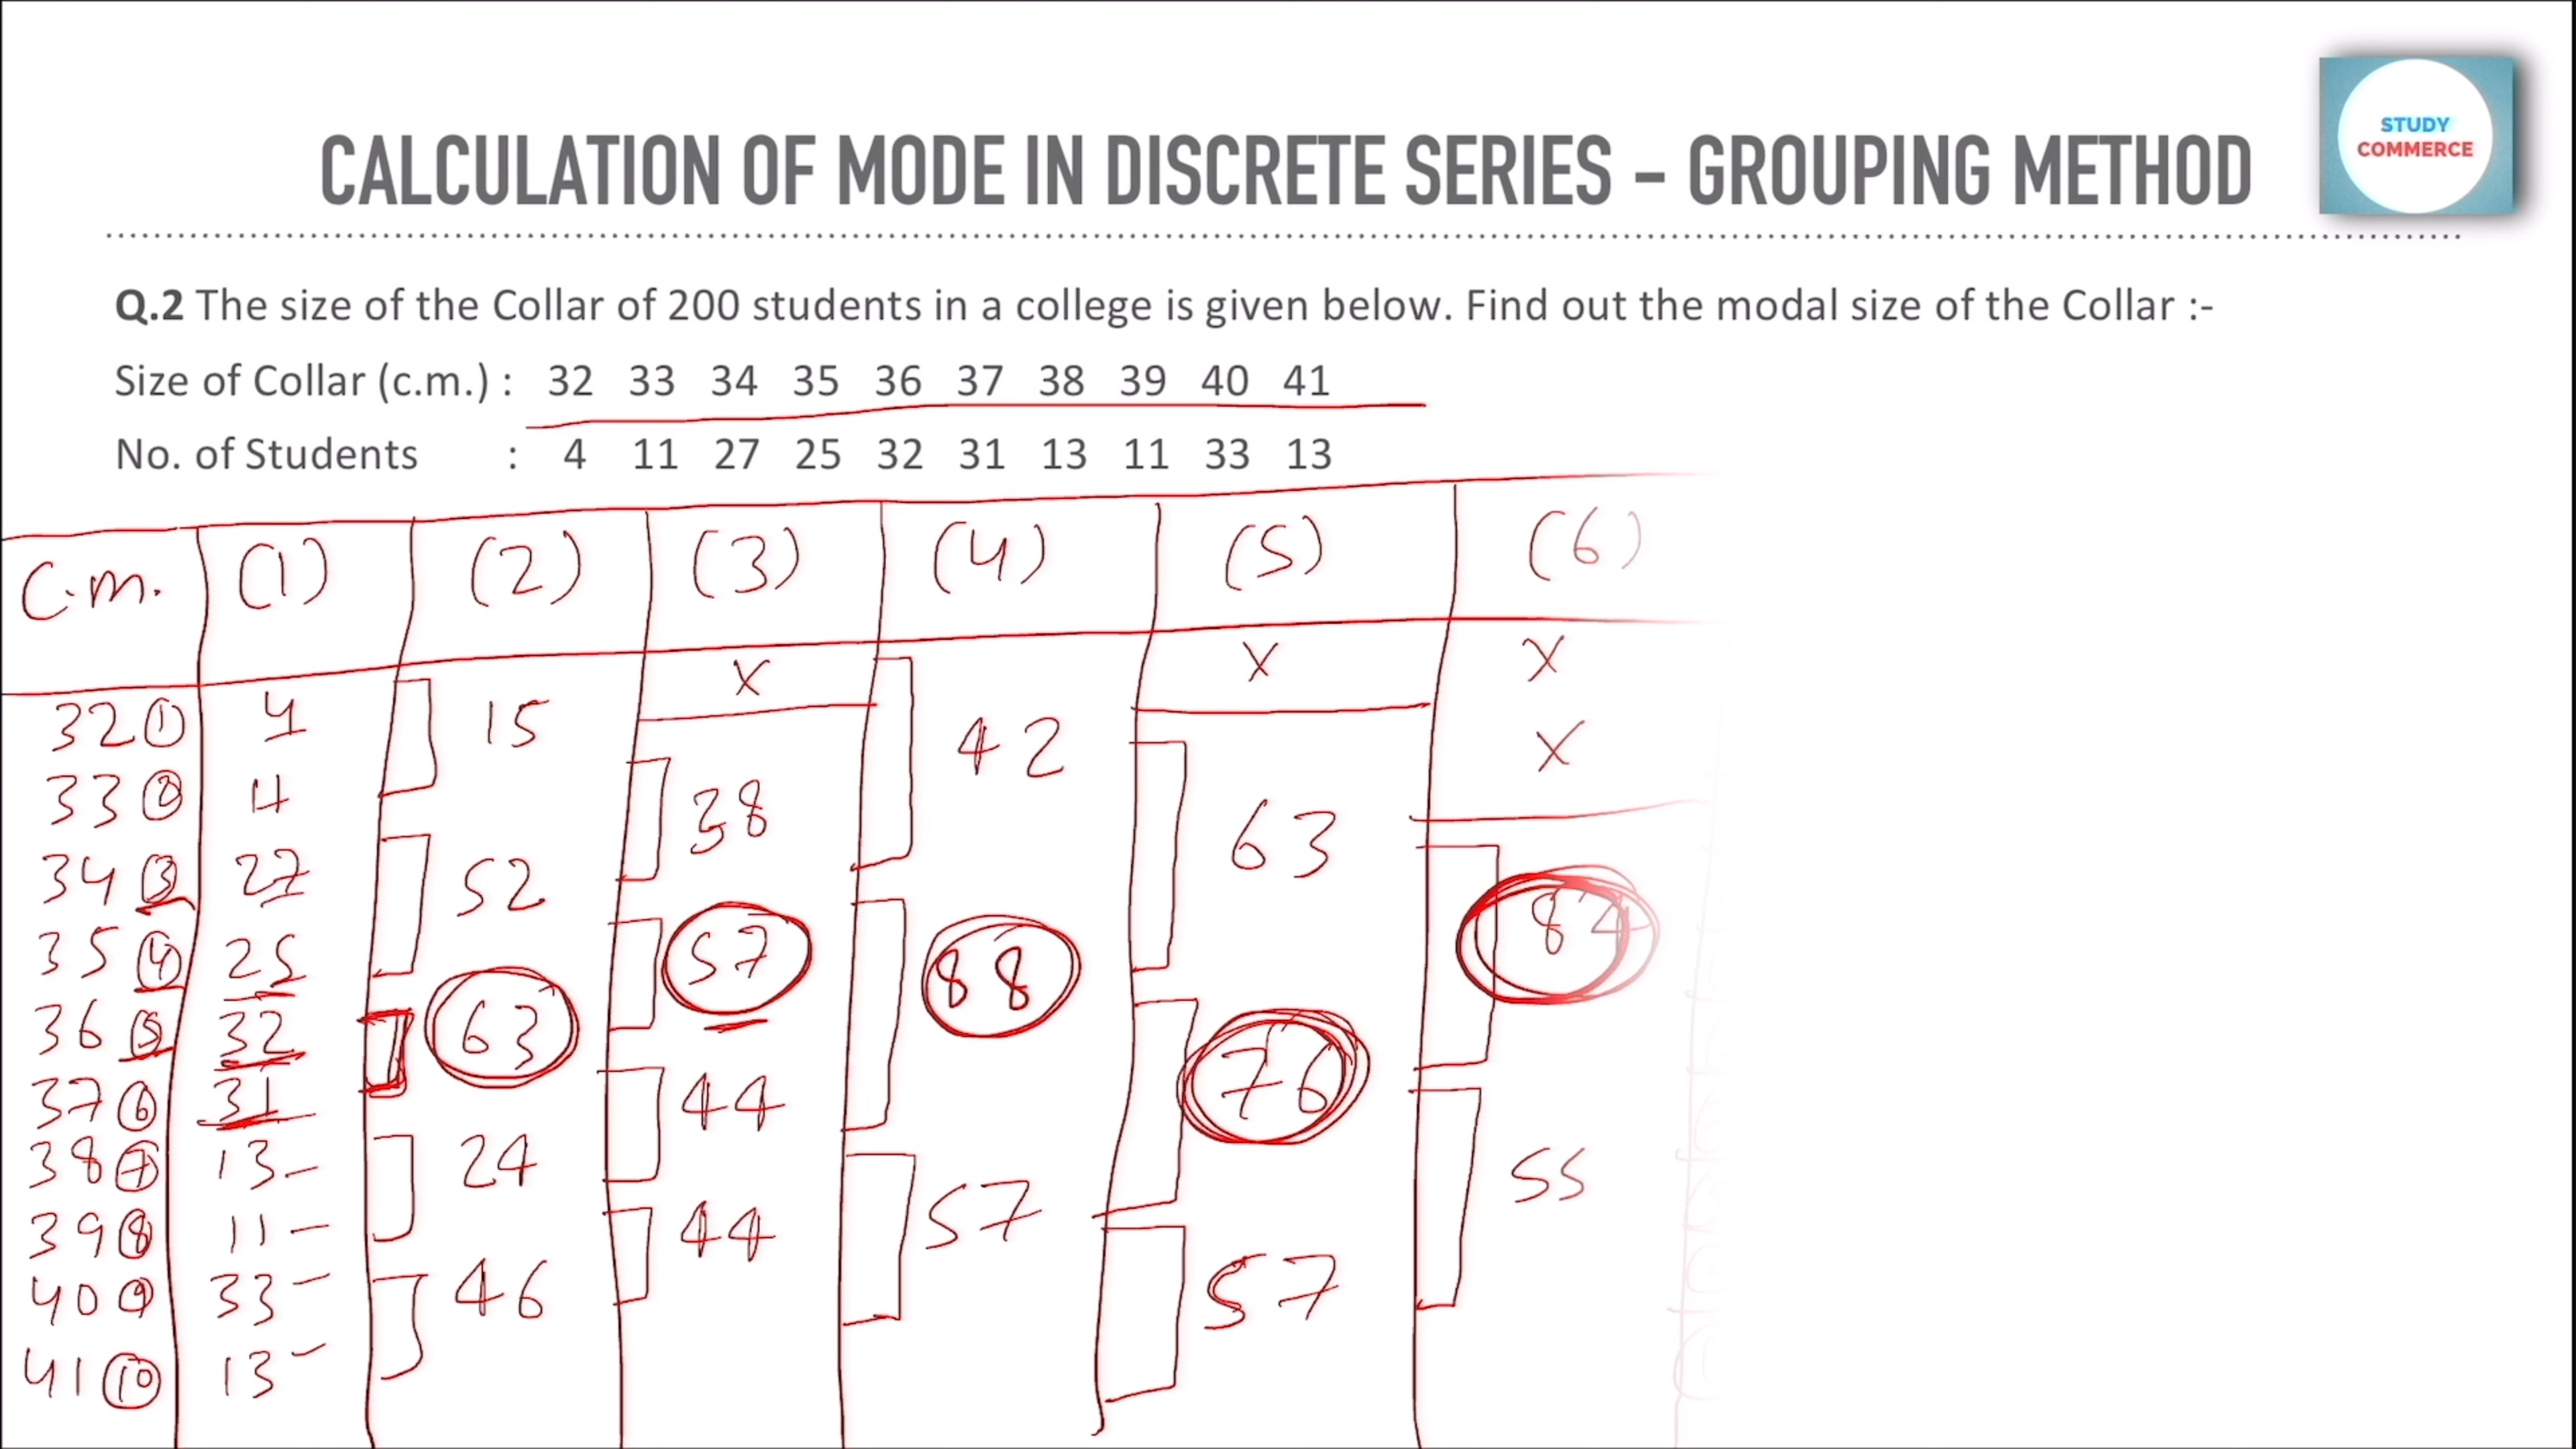 STUDY
COMMERCE
CALCULATION OF MODE IN DISCRETE SERIES - GROUPING METHOD
Q.2 The size of the Collar of 200 students in a college is given below. Find out the modal size of the Collar :-
Size of Collar (c.m.) : 32 33 34 35 36 37 38 39 40 41
No. of Students : 4 11 27 25 32 31 13 11 33 13
C.m. (1) (2) (3) (4) (5) (6)
X X X
32 1 4 15 42 X
33 2 11 38 63
34 3 27 52 84
35 4 25 57 88
36 5 32 63 76
37 6 31 44
38 7 13 24 55
39 8 11 44 57
40 9 33 46 57
41 10 13